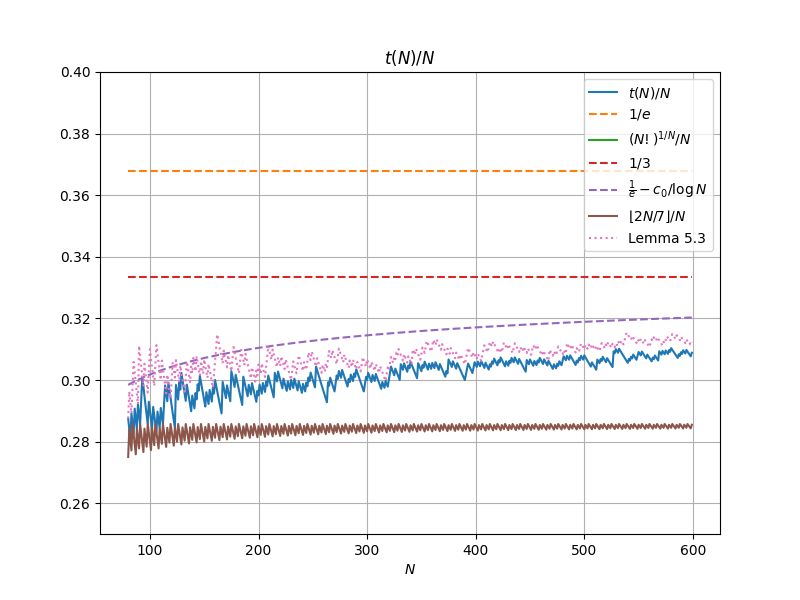 t(N)/N
0.40
0.38
0.36
0.34
0.32
0.30
0.28
0.26
100
200
300
400
500
600
N
t(N)/N
1/e
(N!)^{1/N}/N
1/3
\frac{1}{e} − c_0/log N
⌊2N/7⌋/N
Lemma 5.3